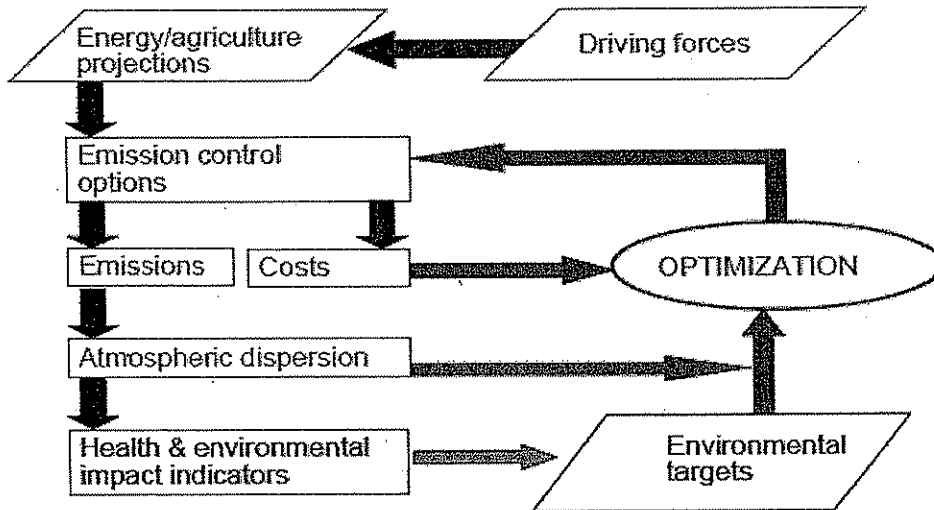 Energy/agriculture
projections
Driving forces
Emission control
options
Emissions
Costs
OPTIMIZATION
Atmospheric dispersion
Health & environmental
impact indicators
Environmental
targets